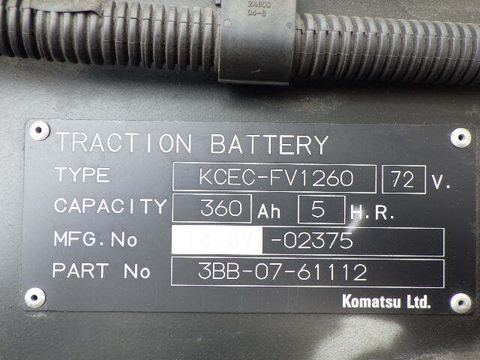 TRACTION BATTERY
TYPE KCEC-FV1260 72 V.
CAPACITY 360 Ah 5 H.R.
MFG.No -02375
PART No 3BB-07-61112
Komatsu Ltd.